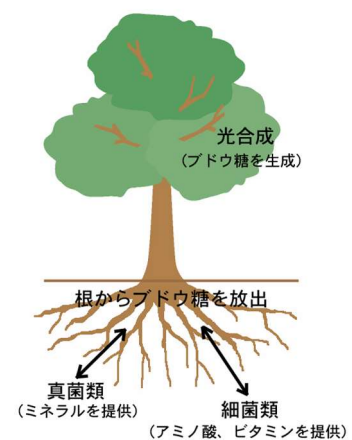 光合成
(ブドウ糖を生成)
根からブドウ糖を放出
真菌類
(ミネラルを提供)
細菌類
(アミノ酸、ビタミンを提供)